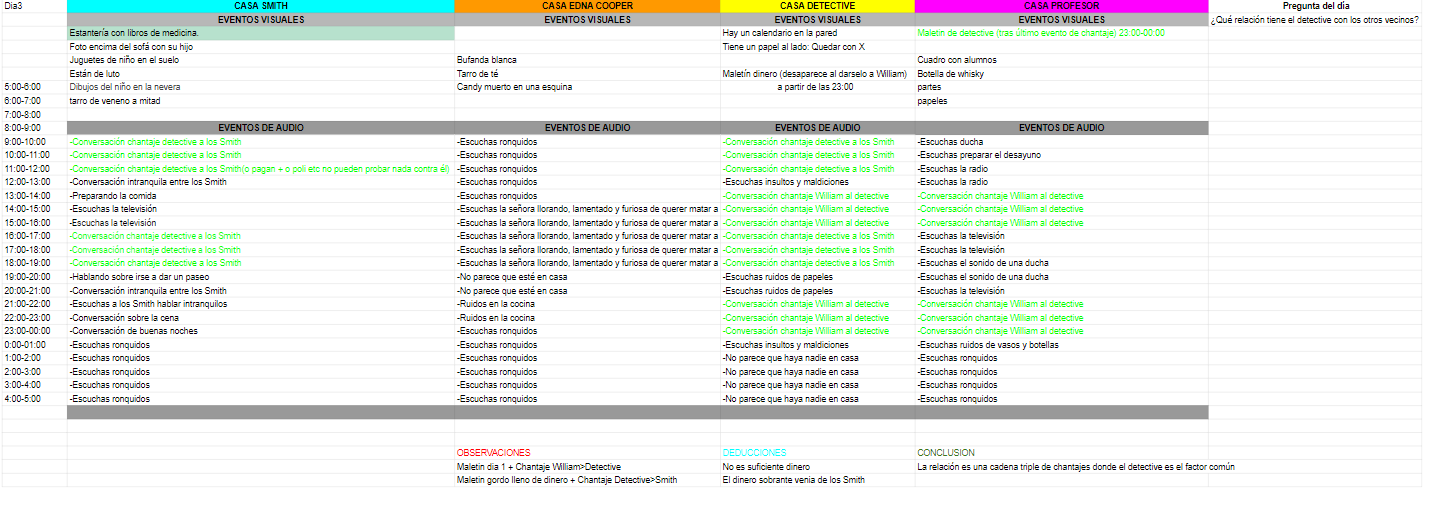 Dia3 CASA SMITH CASA EDNA COOPER CASA DETECTIVE CASA PROFESOR Pregunta del día
EVENTOS VISUALES EVENTOS VISUALES EVENTOS VISUALES EVENTOS VISUALES ¿Qué relación tiene el detective con los otros vecinos?
Estantería con libros de medicina. Hay un calendario en la pared Maletin de detective (tras último evento de chantaje) 23:00-00:00
Foto encima del sofá con su hijo Tiene un papel al lado: Quedar con X
Juguetes de niño en el suelo Bufanda blanca Cuadro con alumnos
Están de luto Tarro de té Maletín dinero (desaparece al darselo a William) Botella de whisky
5:00-6:00 Dibujos del niño en la nevera Candy muerto en una esquina a partir de las 23:00 partes
6:00-7:00 tarro de veneno a mitad papeles
7:00-8:00
8:00-9:00 EVENTOS DE AUDIO EVENTOS DE AUDIO EVENTOS DE AUDIO EVENTOS DE AUDIO
9:00-10:00 -Conversación chantaje detective a los Smith -Escuchas ronquidos -Conversación chantaje detective a los Smith -Escuchas ducha
10:00-11:00 -Conversación chantaje detective a los Smith -Escuchas ronquidos -Conversación chantaje detective a los Smith -Escuchas preparar el desayuno
11:00-12:00 -Conversación chantaje detective a los Smith(o pagan + o poli etc no pueden probar nada contra él) -Escuchas ronquidos -Conversación chantaje detective a los Smith -Escuchas la radio
12:00-13:00 -Conversación intranquila entre los Smith -Escuchas ronquidos -Escuchas insultos y maldiciones -Escuchas la radio
13:00-14:00 -Preparando la comida -Escuchas ronquidos -Conversación chantaje William al detective -Conversación chantaje William al detective
14:00-15:00 -Escuchas la televisión -Escuchas la señora llorando, lamentado y furiosa de querer matar a -Conversación chantaje William al detective -Conversación chantaje William al detective
15:00-16:00 -Escuchas la televisión -Escuchas la señora llorando, lamentado y furiosa de querer matar a -Conversación chantaje William al detective -Conversación chantaje William al detective
16:00-17:00 -Conversación chantaje detective a los Smith -Escuchas la señora llorando, lamentado y furiosa de querer matar a -Conversación chantaje detective a los Smith -Escuchas la televisión
17:00-18:00 -Conversación chantaje detective a los Smith -Escuchas la señora llorando, lamentado y furiosa de querer matar a -Conversación chantaje detective a los Smith -Escuchas la televisión
18:00-19:00 -Conversación chantaje detective a los Smith -Escuchas la señora llorando, lamentado y furiosa de querer matar a -Conversación chantaje detective a los Smith -Escuchas el sonido de una ducha
19:00-20:00 -Hablando sobre irse a dar un paseo -No parece que esté en casa -Escuchas ruidos de papeles -Escuchas el sonido de una ducha
20:00-21:00 -Conversación intranquila entre los Smith -No parece que esté en casa -Escuchas ruidos de papeles -Escuchas la televisión
21:00-22:00 -Escuchas a los Smith hablar intranquilos -Ruidos en la cocina -Conversación chantaje William al detective -Conversación chantaje William al detective
22:00-23:00 -Conversación sobre la cena -Ruidos en la cocina -Conversación chantaje William al detective -Conversación chantaje William al detective
23:00-00:00 -Conversación de buenas noches -Escuchas ronquidos -Conversación chantaje William al detective -Conversación chantaje William al detective
0:00-01:00 -Escuchas ronquidos -Escuchas ronquidos -Escuchas insultos y maldiciones -Escuchas ruidos de vasos y botellas
1:00-2:00 -Escuchas ronquidos -Escuchas ronquidos -No parece que haya nadie en casa -Escuchas ronquidos
2:00-3:00 -Escuchas ronquidos -Escuchas ronquidos -No parece que haya nadie en casa -Escuchas ronquidos
3:00-4:00 -Escuchas ronquidos -Escuchas ronquidos -No parece que haya nadie en casa -Escuchas ronquidos
4:00-5:00 -Escuchas ronquidos -Escuchas ronquidos -No parece que haya nadie en casa -Escuchas ronquidos
OBSERVACIONES DEDUCCIONES CONCLUSION
Maletin dia 1 + Chantaje William>Detective No es suficiente dinero La relación es una cadena triple de chantajes donde el detective es el factor común
Maletin gordo lleno de dinero + Chantaje Detective>Smith El dinero sobrante venia de los Smith